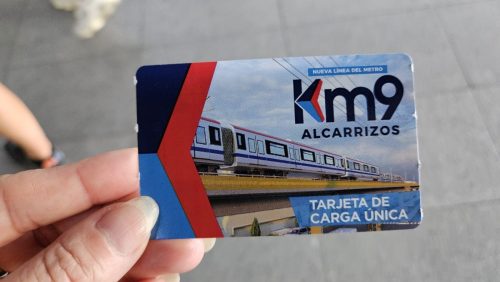 NUEVA LÍNEA DEL METRO
Km9
ALCARRIZOS
TARJETA DE
CARGA ÚNICA